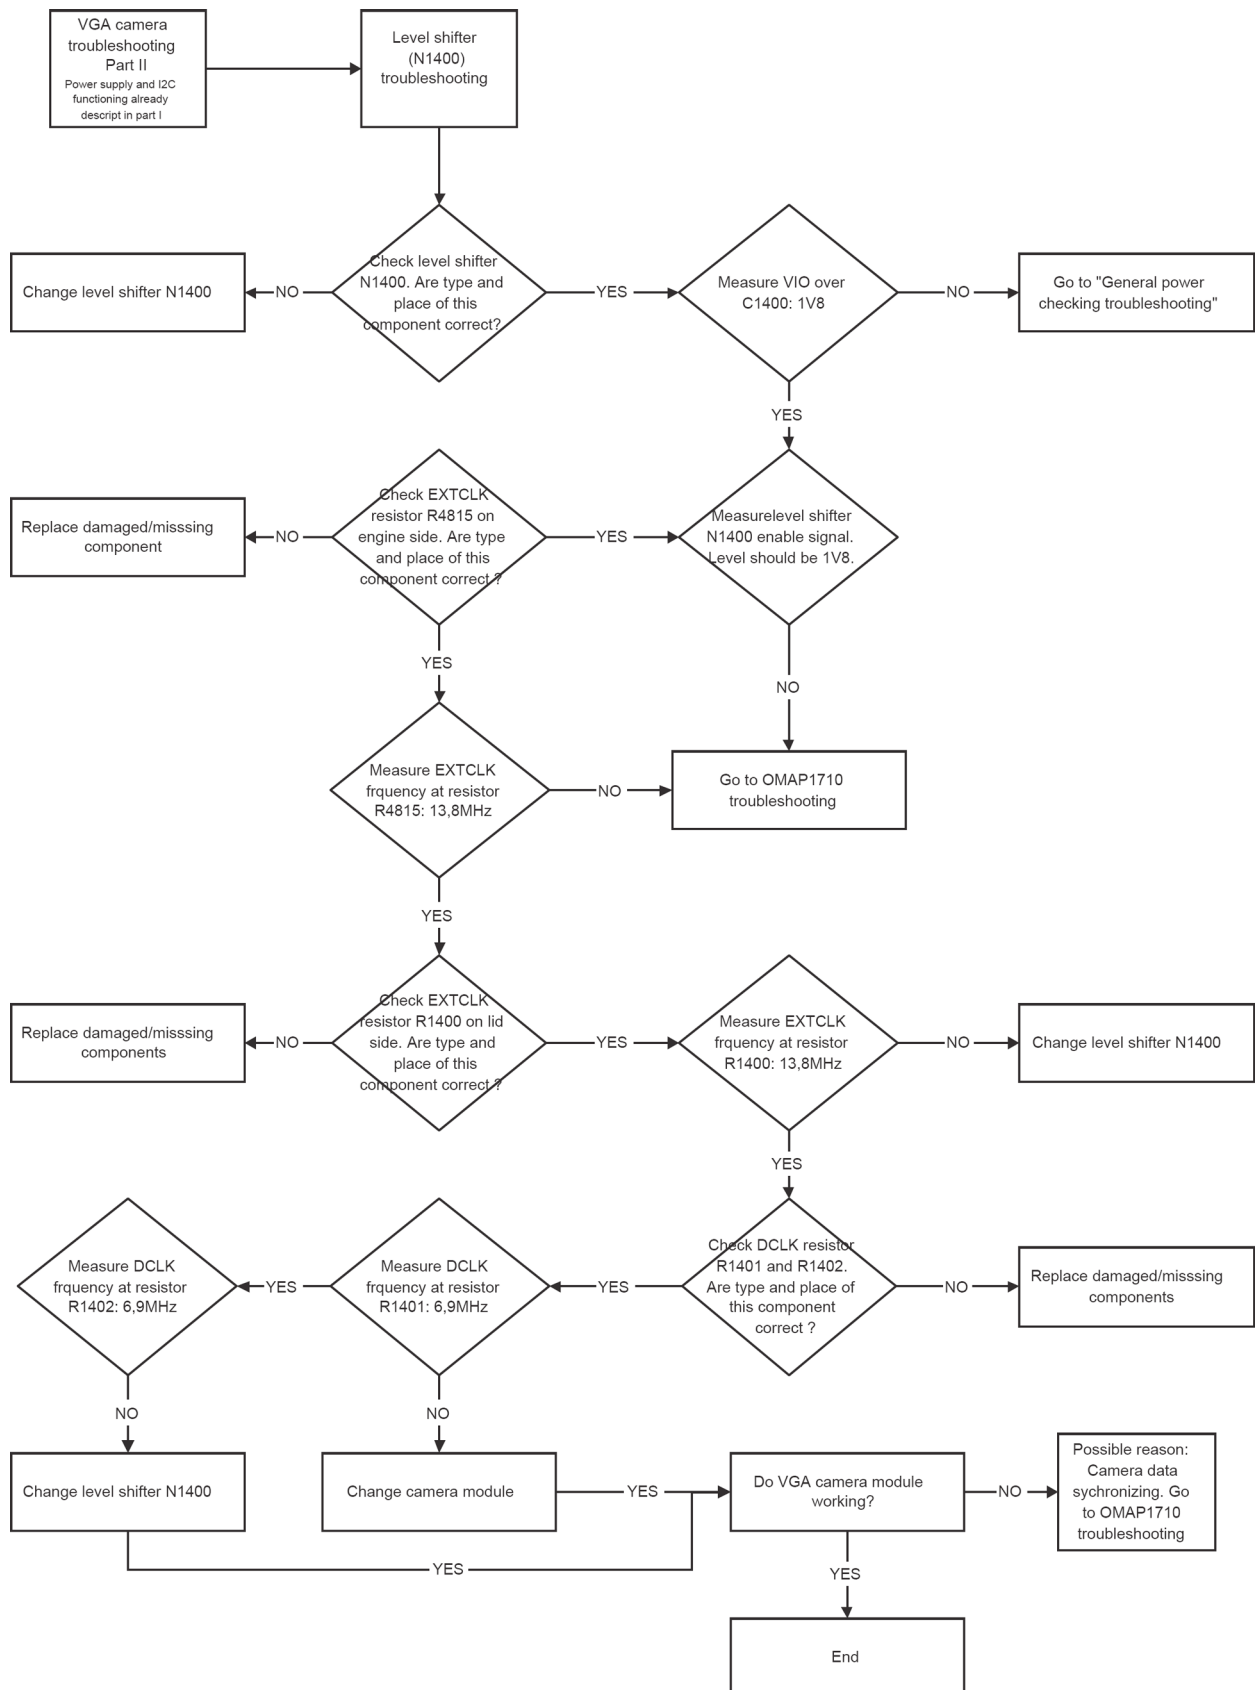 VGA camera
troubleshooting
Part II
Power supply and I2C
functioning already
descript in part I
Level shifter
(N1400)
troubleshooting
Change level shifter N1400
NO
Check level shifter
N1400. Are type and
place of this
component correct?
YES
Measure VIO over
C1400: 1V8
NO
Go to "General power
checking troubleshooting"
YES
Replace damaged/misssing
component
NO
Check EXTCLK
resistor R4815 on
engine side. Are type
and place of this
component correct ?
YES
Measurelevel shifter
N1400 enable signal.
Level should be 1V8.
YES
NO
Measure EXTCLK
frquency at resistor
R4815: 13,8MHz
NO
Go to OMAP1710
troubleshooting
YES
Replace damaged/misssing
components
NO
Check EXTCLK
resistor R1400 on lid
side. Are type and
place of this
component correct ?
YES
Measure EXTCLK
frquency at resistor
R1400: 13,8MHz
NO
Change level shifter N1400
YES
Measure DCLK
frquency at resistor
R1402: 6,9MHz
YES
Measure DCLK
frquency at resistor
R1401: 6,9MHz
YES
Check DCLK resistor
R1401 and R1402.
Are type and place of
this component
correct ?
NO
Replace damaged/misssing
components
NO
NO
Change level shifter N1400
Change camera module
YES
Do VGA camera module
working?
NO
Possible reason:
Camera data
sychronizing. Go
to OMAP1710
troubleshooting
YES
YES
End